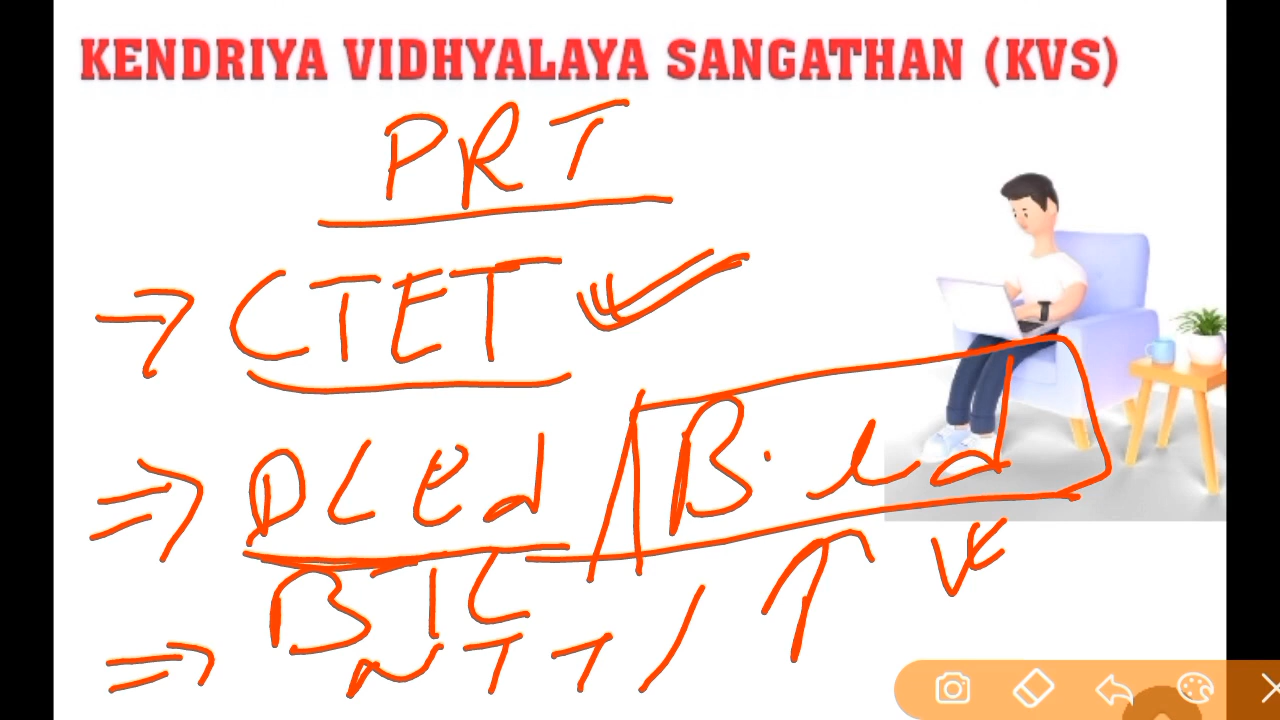 KENDRIYA VIDHYALAYA SANGATHAN (KVS)
PRT
→ CTET
⇒ DLEd / B.ed
BTC
⇒ NTT /